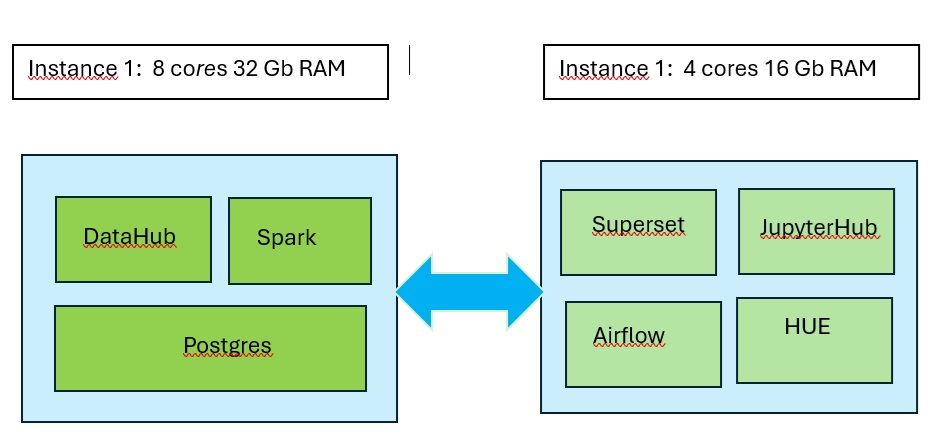 Instance 1:  8 cores 32 Gb RAM
Instance 1:  4 cores 16 Gb RAM
DataHub
Spark
Postgres
Superset
JupyterHub
Airflow
HUE